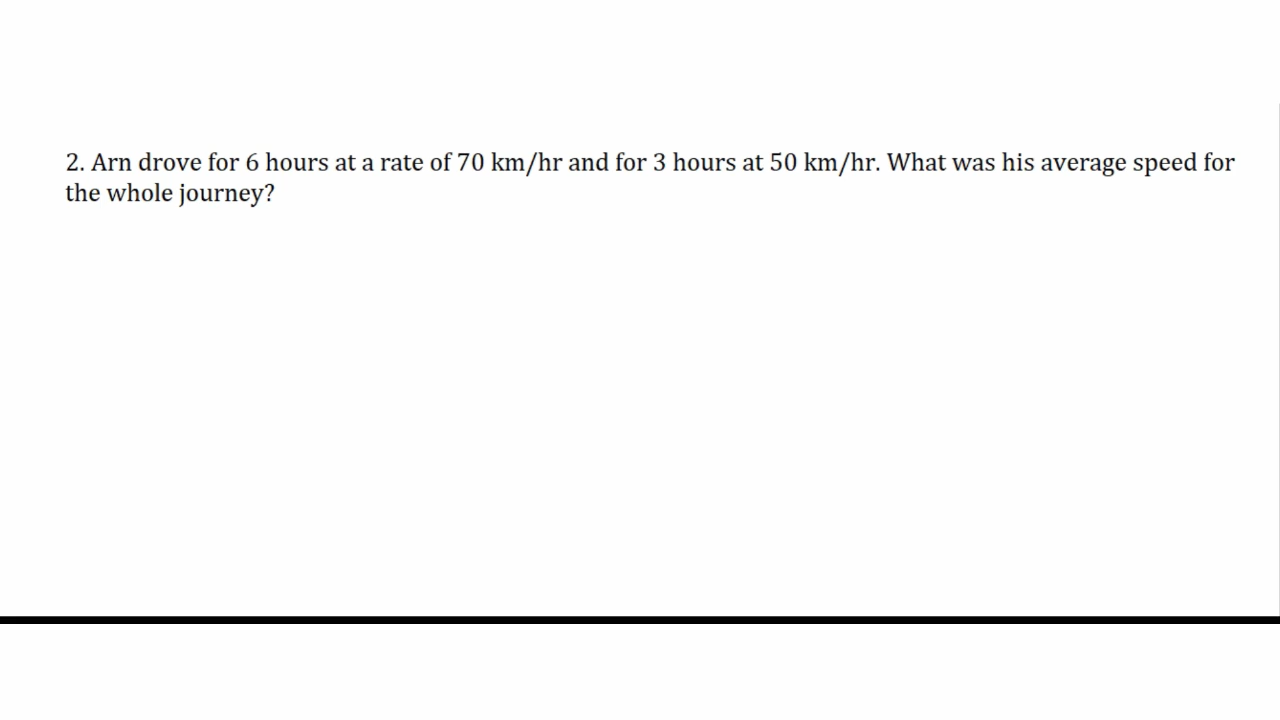 2. Arn drove for 6 hours at a rate of 70 km/hr and for 3 hours at 50 km/hr. What was his average speed for
the whole journey?